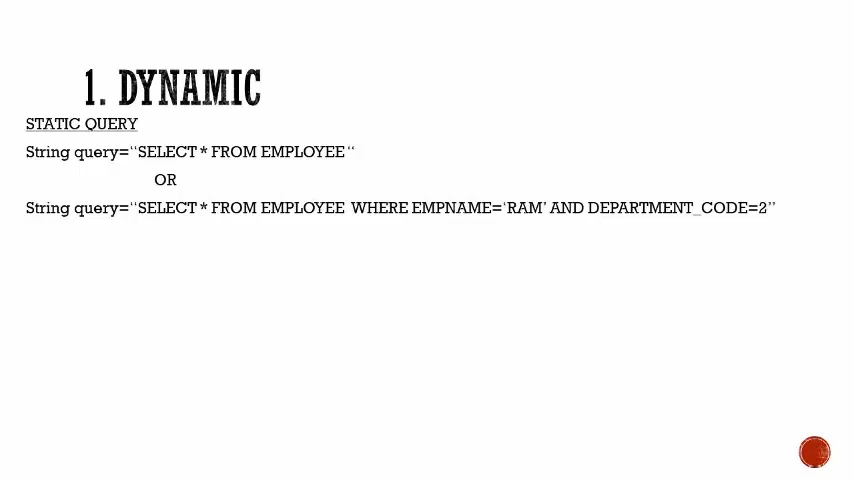 1. DYNAMIC
STATIC QUERY
String query=“SELECT * FROM EMPLOYEE “
OR
String query=“SELECT * FROM EMPLOYEE  WHERE EMPNAME=‘RAM’ AND DEPARTMENT_CODE=2”